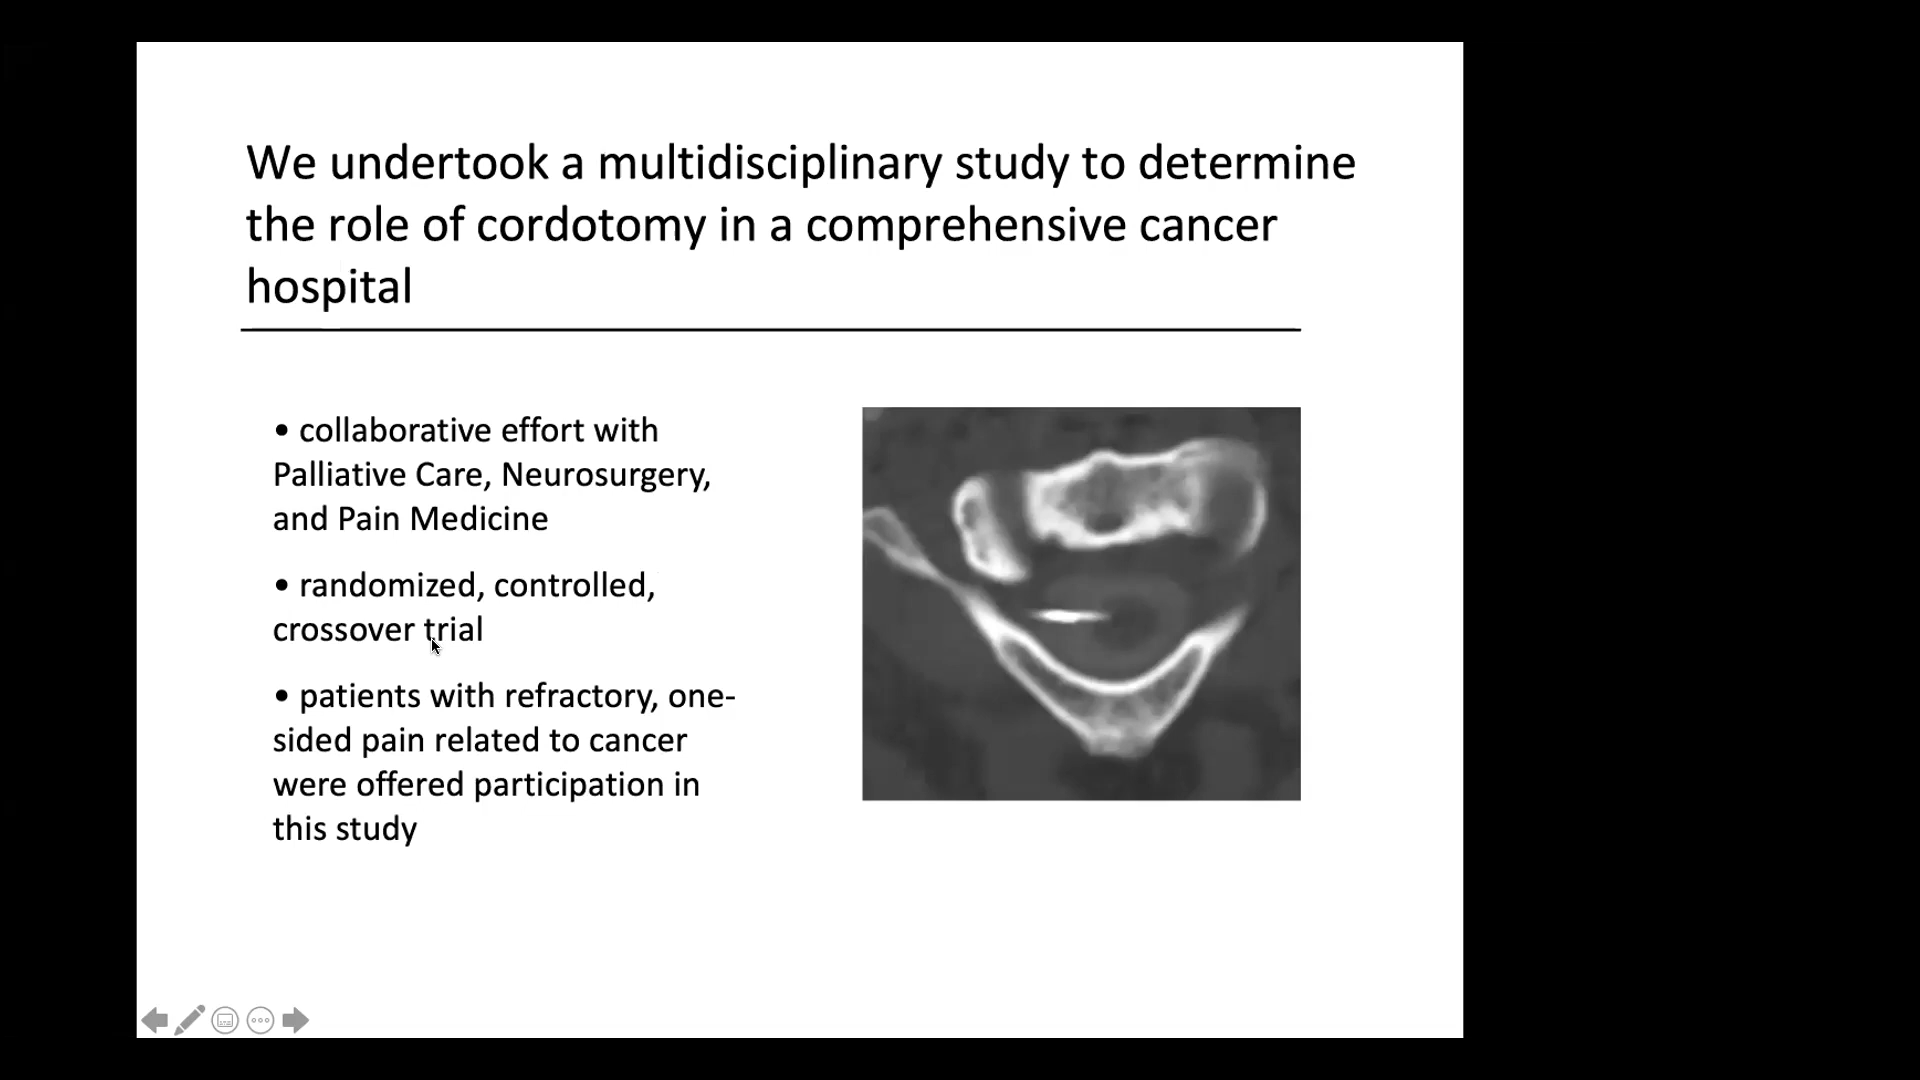 We undertook a multidisciplinary study to determine
the role of cordotomy in a comprehensive cancer
hospital
• collaborative effort with
Palliative Care, Neurosurgery,
and Pain Medicine
• randomized, controlled,
crossover trial
• patients with refractory, one-
sided pain related to cancer
were offered participation in
this study